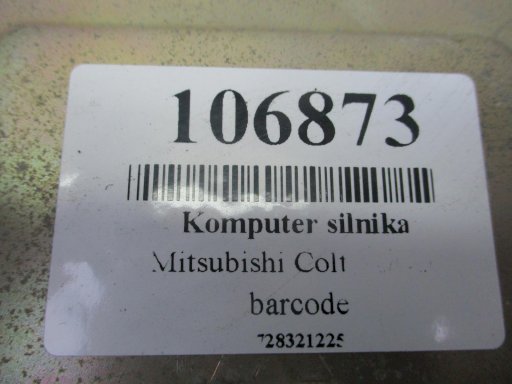 106873
Komputer silnika
Mitsubishi Colt
barcode
728321225